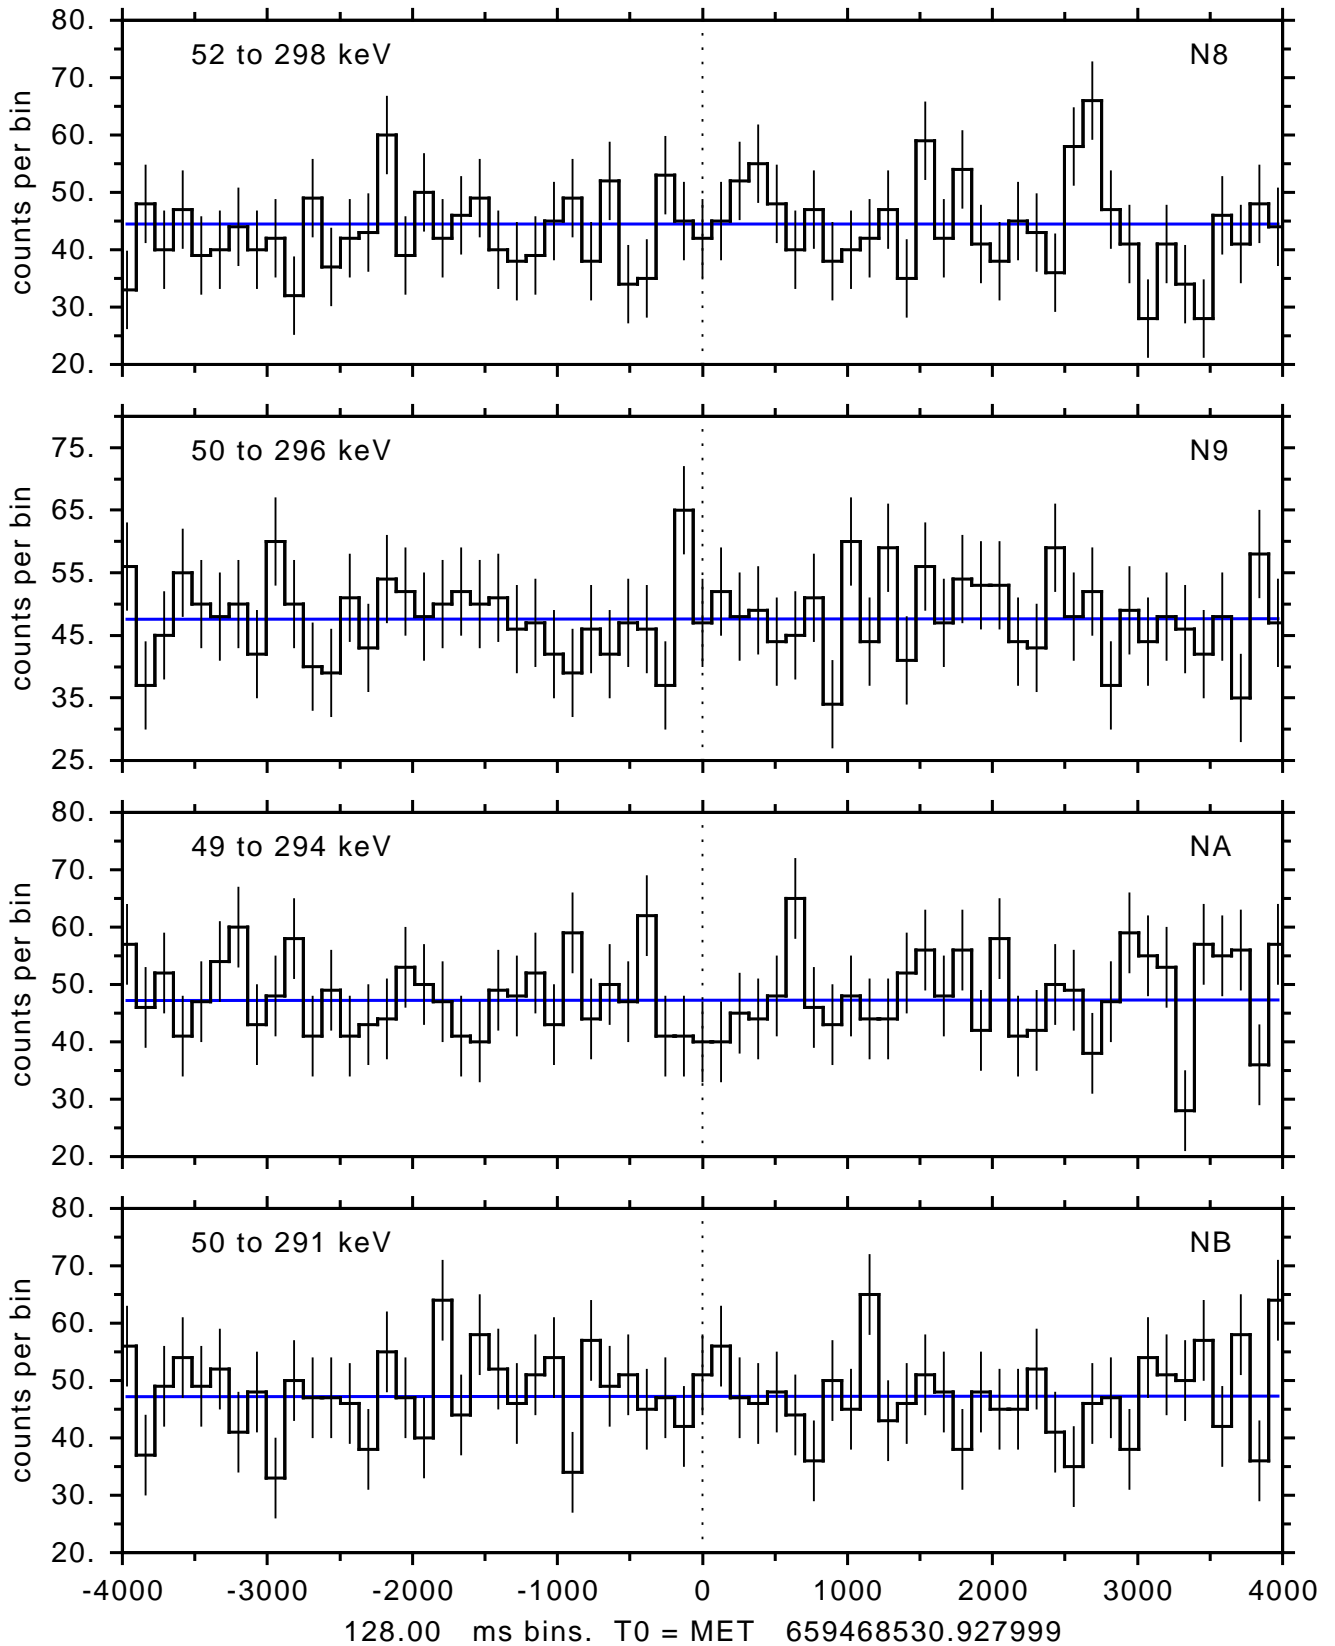 80.
52 to 298 keV N8
70.
60.
50.
40.
30.
20.
counts per bin
75.
50 to 296 keV N9
65.
55.
45.
35.
25.
counts per bin
80.
49 to 294 keV NA
70.
60.
50.
40.
30.
20.
counts per bin
80.
50 to 291 keV NB
70.
60.
50.
40.
30.
20.
counts per bin
-4000 -3000 -2000 -1000 0 1000 2000 3000 4000
128.00 ms bins. T0 = MET 659468530.927999